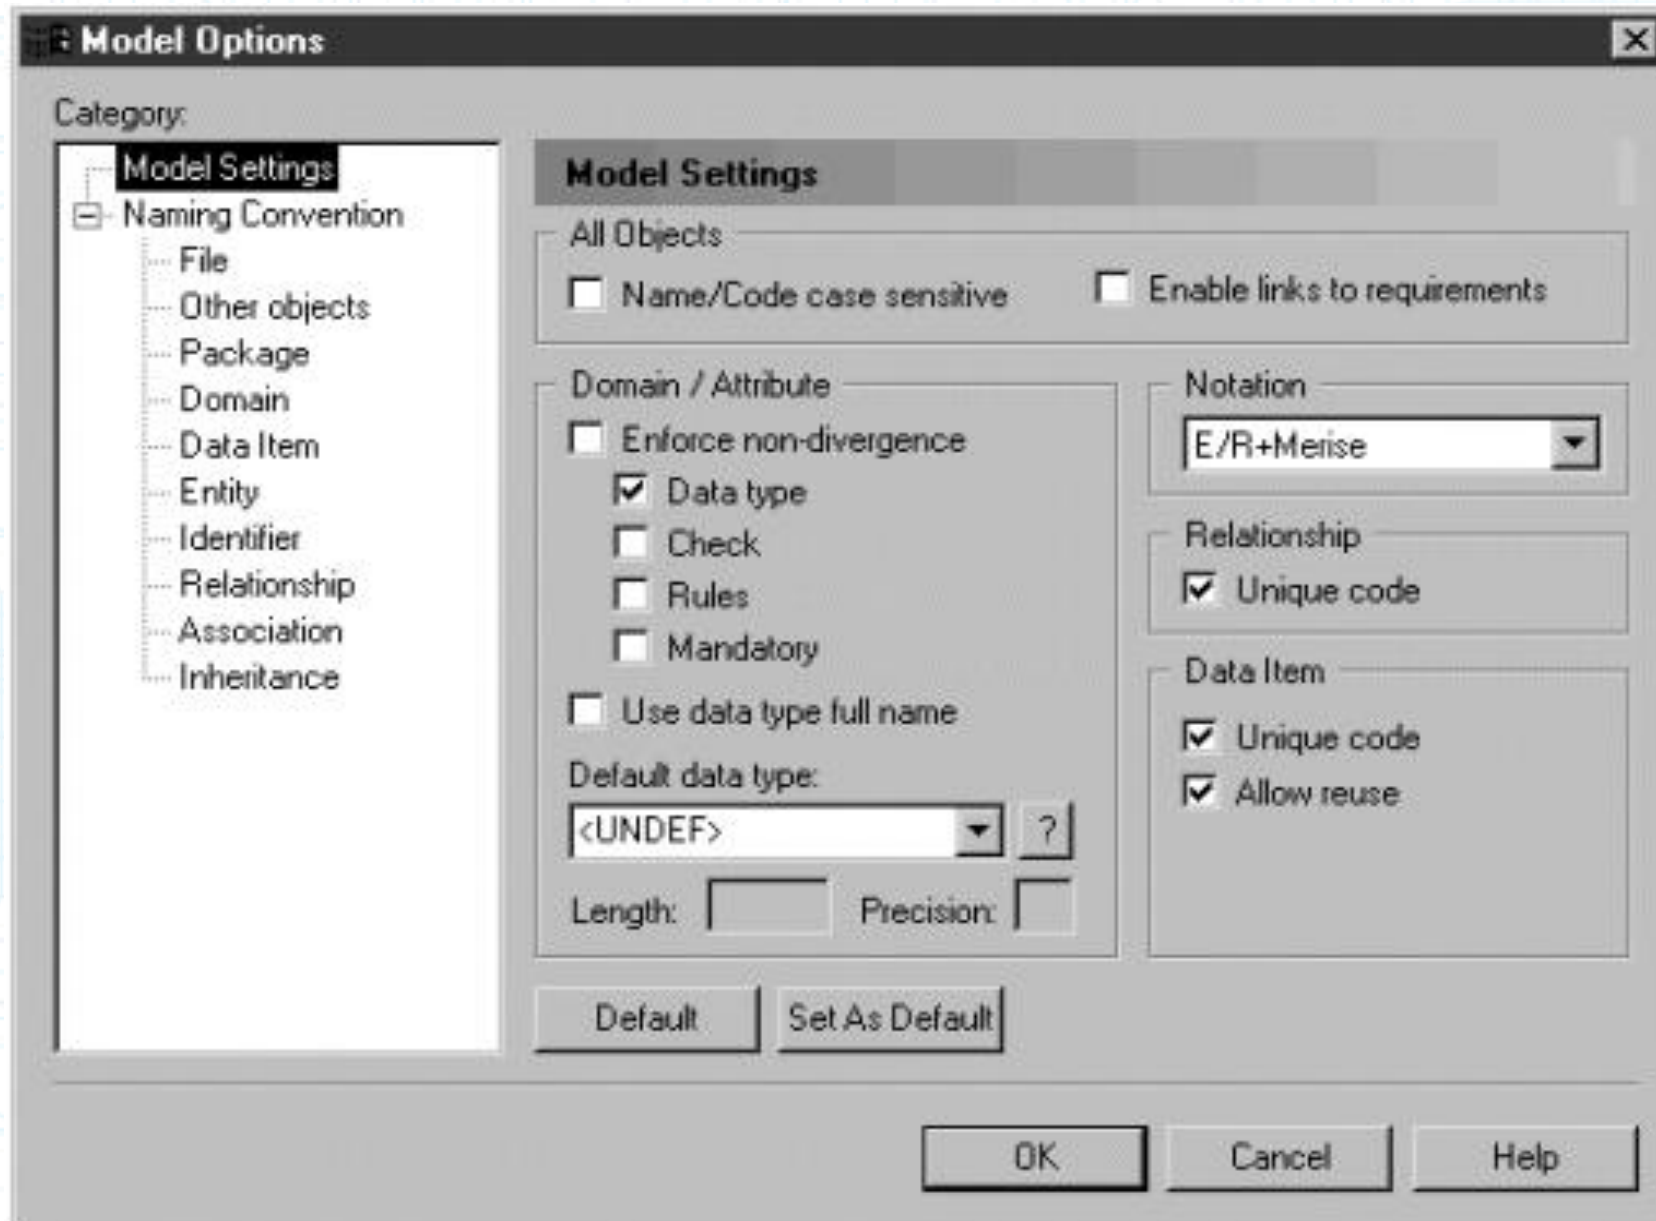 Model Options
Category:
Model Settings
Naming Convention
File
Other objects
Package
Domain
Data Item
Entity
Identifier
Relationship
Association
Inheritance
Model Settings
All Objects
Name/Code case sensitive
Enable links to requirements
Domain / Attribute
Enforce non-divergence
Data type
Check
Rules
Mandatory
Use data type full name
Default data type:
<UNDEF>
?
Length:
Precision:
Notation
E/R+Merise
Relationship
Unique code
Data Item
Unique code
Allow reuse
Default
Set As Default
OK
Cancel
Help